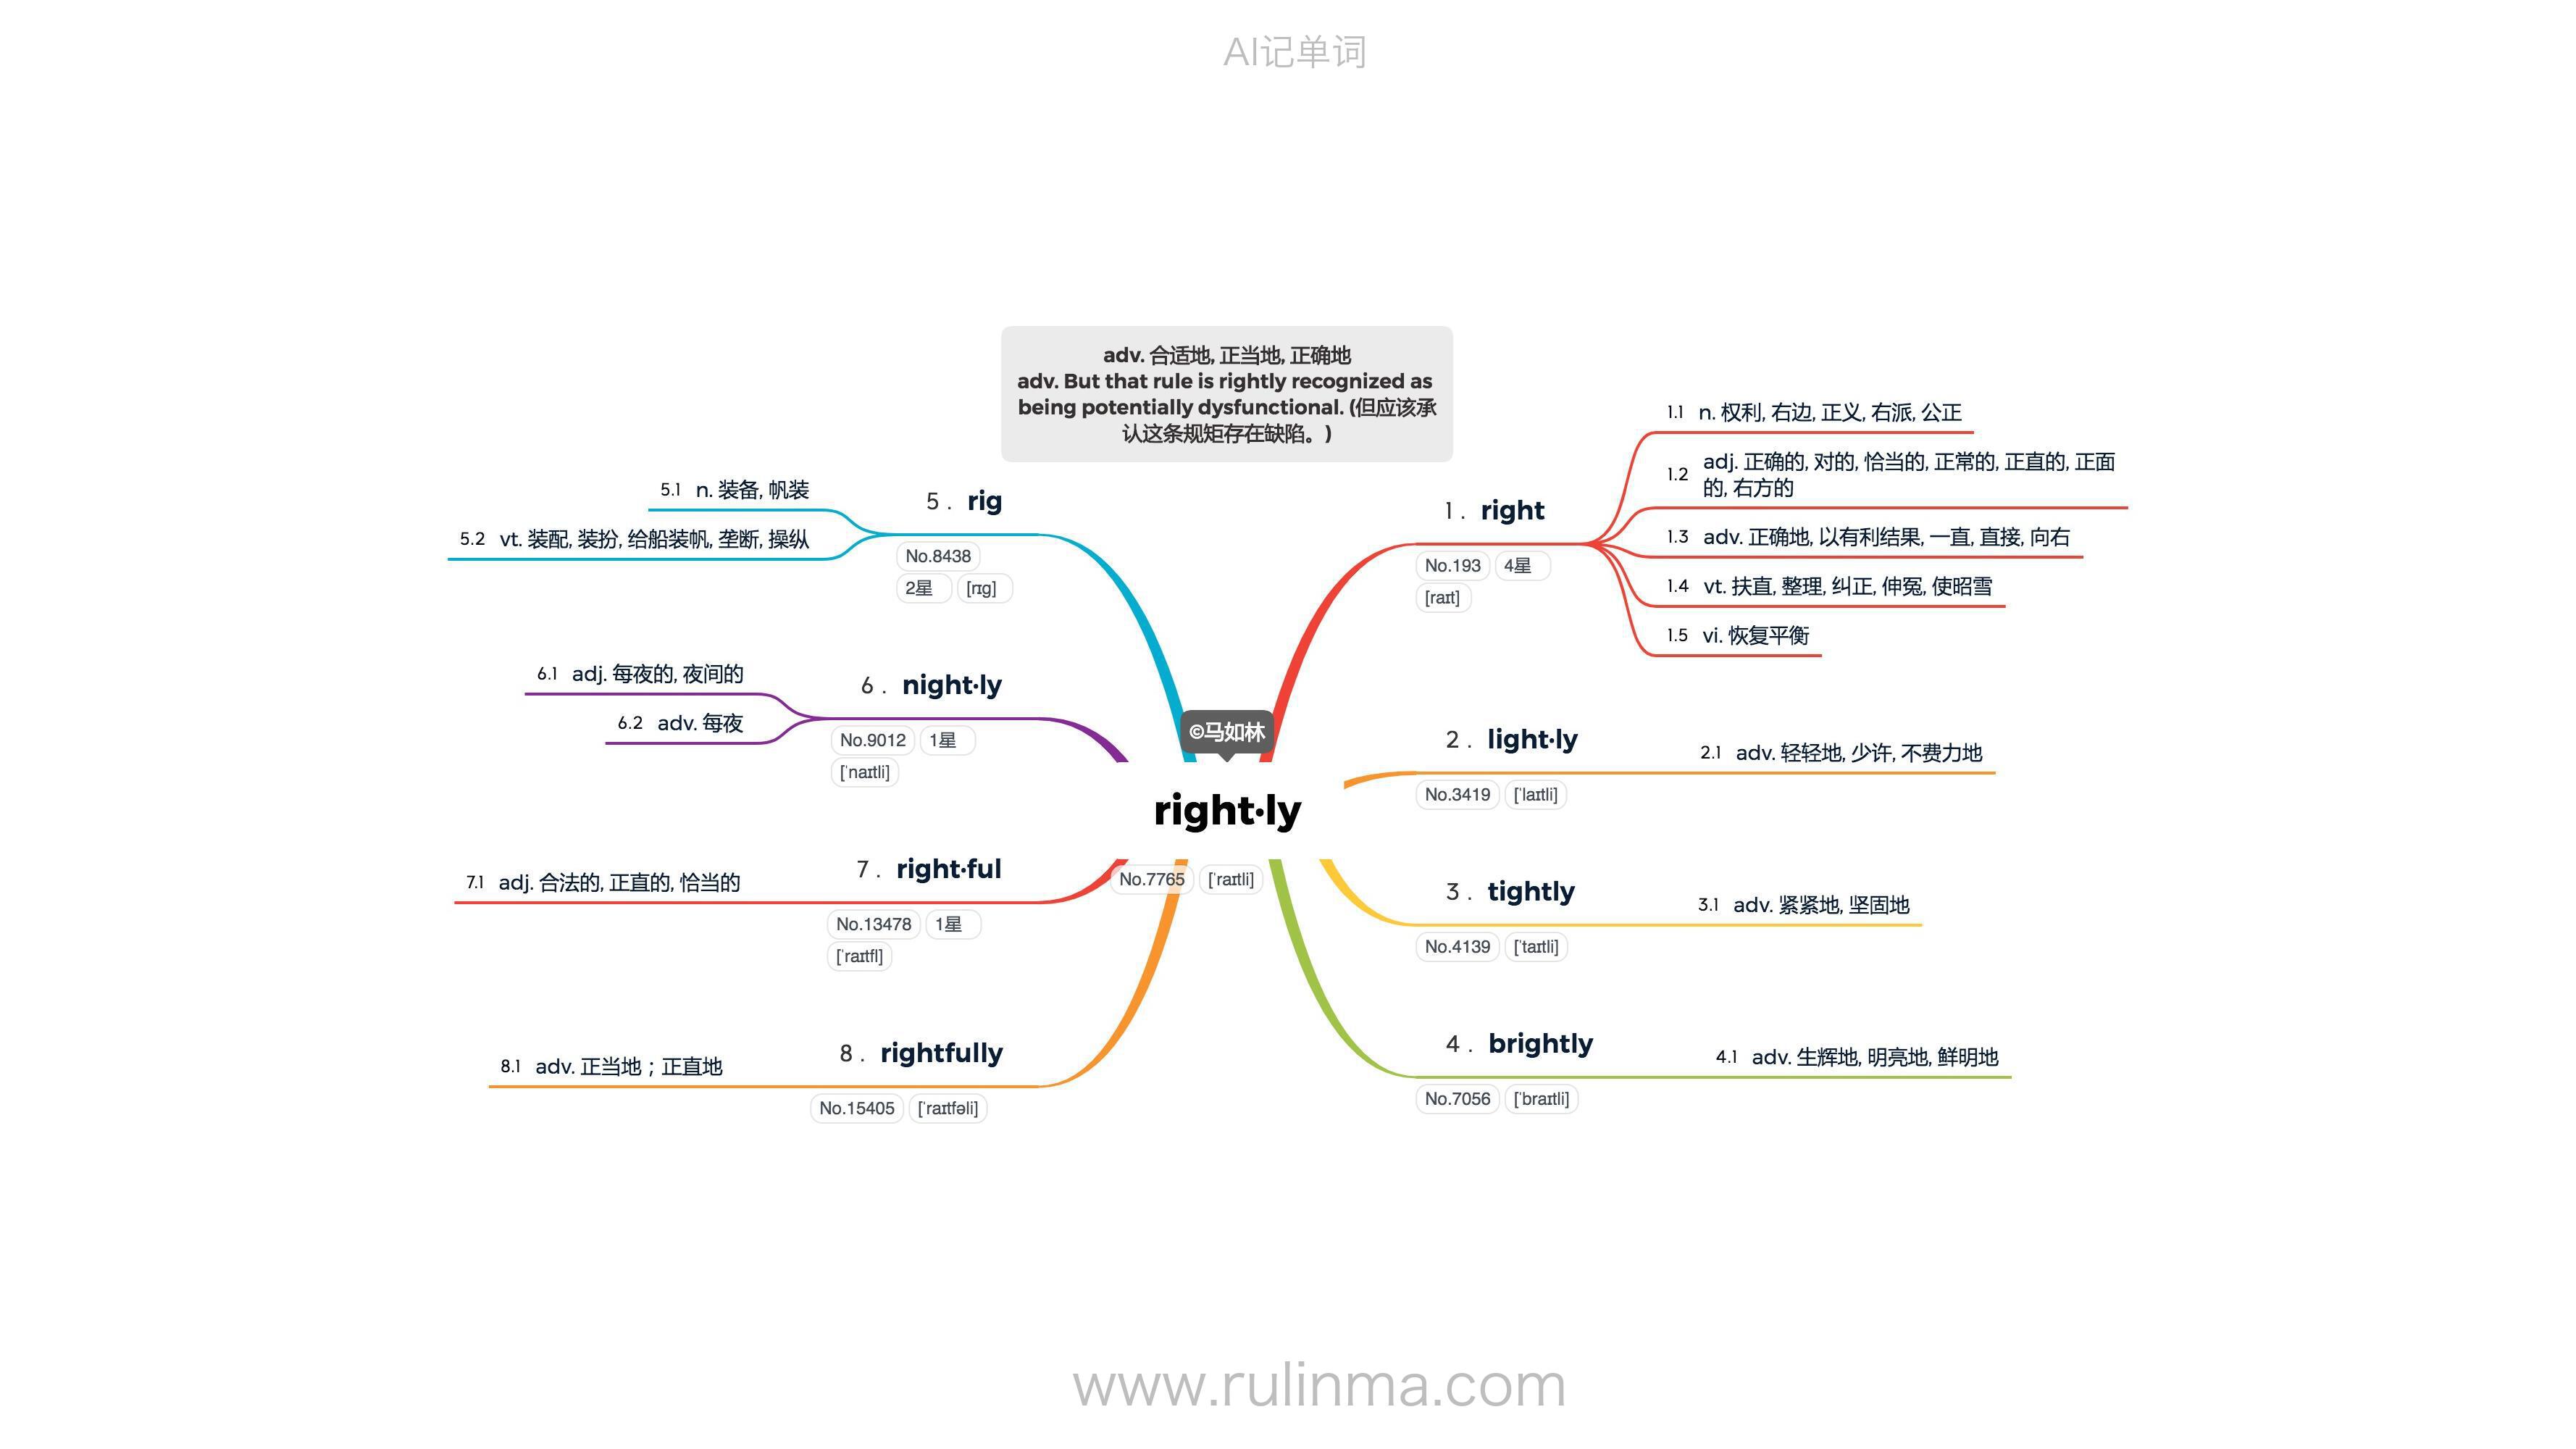 AI记单词
adv. 合适地, 正当地, 正确地
adv. But that rule is rightly recognized as
being potentially dysfunctional. (但应该承
认这条规矩存在缺陷。)
©马如林
right·ly
No.7765 [ˈraɪtli]
1 . right
No.193 4星
[raɪt]
1.1 n. 权利, 右边, 正义, 右派, 公正
1.2 adj. 正确的, 对的, 恰当的, 正常的, 正直的, 正面
的, 右方的
1.3 adv. 正确地, 以有利结果, 一直, 直接, 向右
1.4 vt. 扶直, 整理, 纠正, 伸冤, 使昭雪
1.5 vi. 恢复平衡
2 . light·ly
No.3419 [ˈlaɪtli]
2.1 adv. 轻轻地, 少许, 不费力地
3 . tightly
No.4139 [ˈtaɪtli]
3.1 adv. 紧紧地, 坚固地
4 . brightly
No.7056 [ˈbraɪtli]
4.1 adv. 生辉地, 明亮地, 鲜明地
5 . rig
No.8438
2星 [rɪg]
5.1 n. 装备, 帆装
5.2 vt. 装配, 装扮, 给船装帆, 垄断, 操纵
6 . night·ly
No.9012 1星
[ˈnaɪtli]
6.1 adj. 每夜的, 夜间的
6.2 adv. 每夜
7 . right·ful
No.13478 1星
[ˈraɪtfl]
7.1 adj. 合法的, 正直的, 恰当的
8 . rightfully
No.15405 [ˈraɪtfəli]
8.1 adv. 正当地；正直地
www.rulinma.com